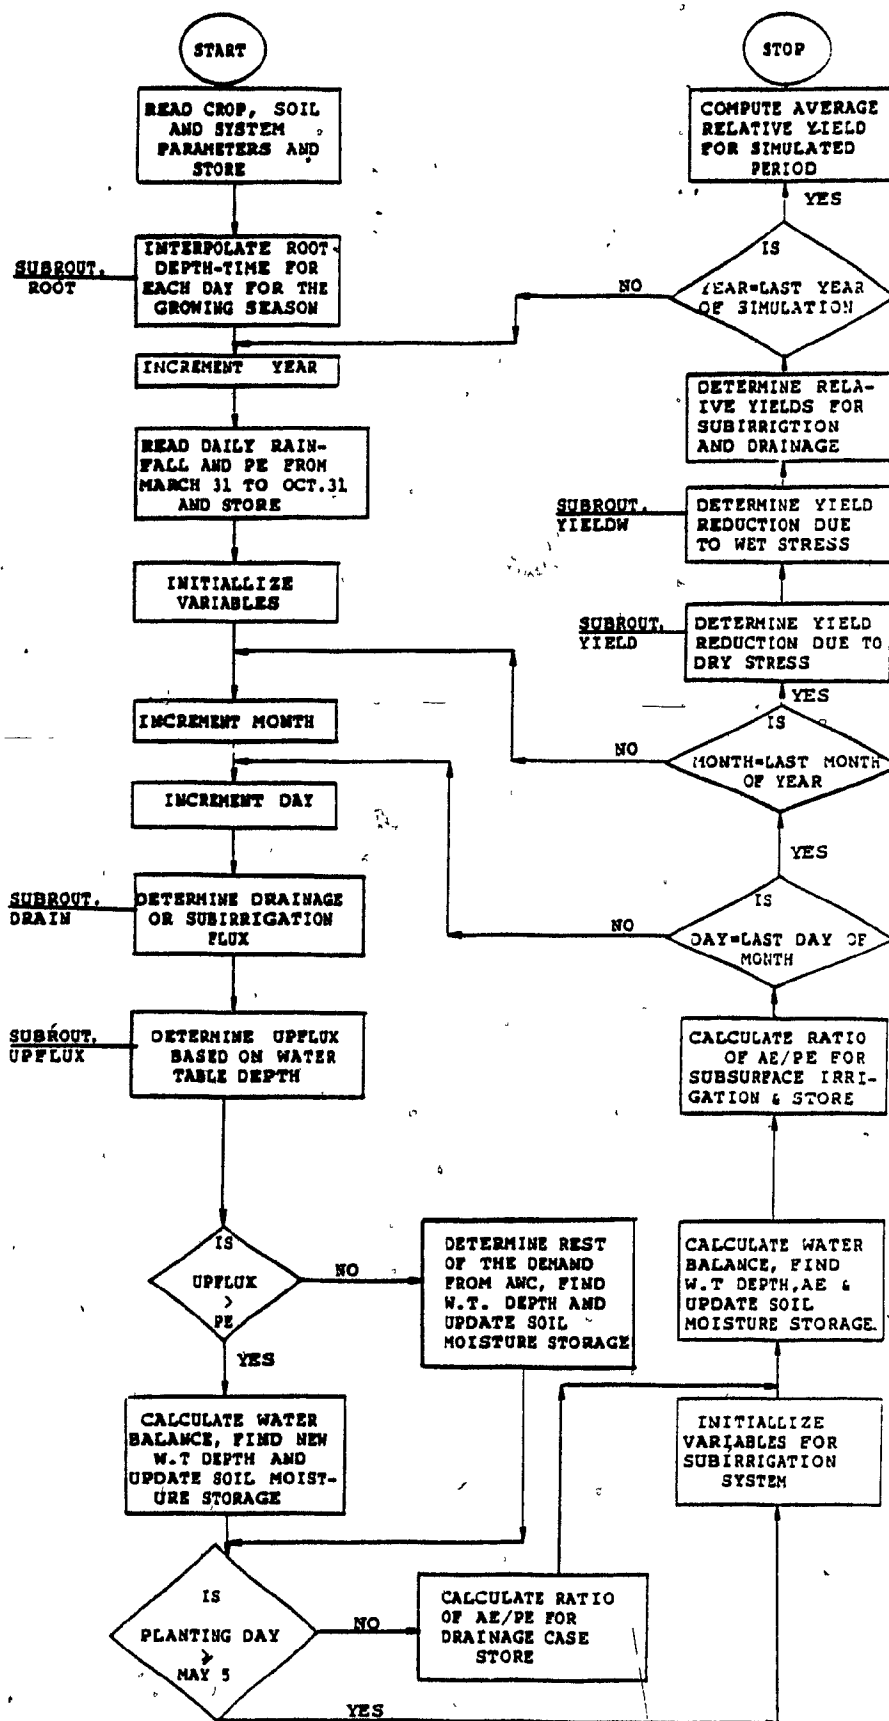 START
READ CROP, SOIL
AND SYSTEM
PARAMETERS AND
STORE
SUBROUT.
ROOT
INTERPOLATE ROOT
DEPTH-TIME FOR
EACH DAY FOR THE
GROWING SEASON
INCREMENT YEAR
READ DAILY RAIN-
FALL AND PE FROM
MARCH 31 TO OCT.31
AND STORE
INITIALLIZE
VARIABLES
INCREMENT MONTH
INCREMENT DAY
SUBROUT.
DRAIN
DETERMINE DRAINAGE
OR SUBIRRIGATION
FLUX
SUBROUT.
UPFLUX
DETERMINE UPFLUX
BASED ON WATER
TABLE DEPTH
IS
UPFLUX
>
PE
NO
YES
DETERMINE REST
OF THE DEMAND
FROM AWC, FIND
W.T. DEPTH AND
UPDATE SOIL
MOISTURE STORAGE
CALCULATE WATER
BALANCE, FIND NEW
W.T DEPTH AND
UPDATE SOIL MOIST-
URE STORAGE
IS
PLANTING DAY
>
MAY 5
NO
YES
CALCULATE RATIO
OF AE/PE FOR
DRAINAGE CASE
STORE
INITIALLIZE
VARIABLES FOR
SUBIRRIGATION
SYSTEM
CALCULATE WATER
BALANCE, FIND
W.T DEPTH,AE &
UPDATE SOIL
MOISTURE STORAGE.
CALCULATE RATIO
OF AE/PE FOR
SUBSURFACE IRRI-
GATION & STORE
IS
DAY=LAST DAY OF
MONTH
NO
YES
IS
MONTH=LAST MONTH
OF YEAR
NO
YES
SUBROUT.
YIELD
DETERMINE YIELD
REDUCTION DUE TO
DRY STRESS
SUBROUT.
YIELDW
DETERMINE YIELD
REDUCTION DUE
TO WET STRESS
DETERMINE RELA-
TIVE YIELDS FOR
SUBIRRIGTION
AND DRAINAGE
IS
YEAR=LAST YEAR
OF SIMULATION
NO
YES
COMPUTE AVERAGE
RELATIVE YIELD
FOR SIMULATED
PERIOD
STOP